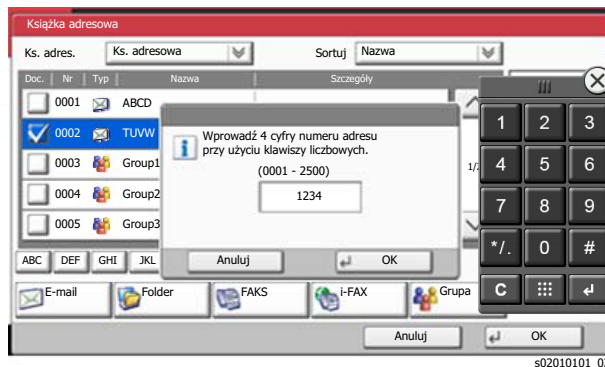 Książka adresowa
Ks. adres. Ks. adresowa Sortuj Nazwa
Doc. Nr Typ Nazwa Szczegóły
0001 ABCD
0002 TUVW
0003 Group1
0004 Group2
0005 Group3
Wprowadź 4 cyfry numeru adresu
przy użyciu klawiszy liczbowych.
(0001 - 2500)
1234
Anuluj OK
1/
1 2 3
4 5 6
7 8 9
*/. 0 #
C
ABC DEF GHI JKL
E-mail Folder FAKS i-FAX Grupa
Anuluj OK
s02010101_0